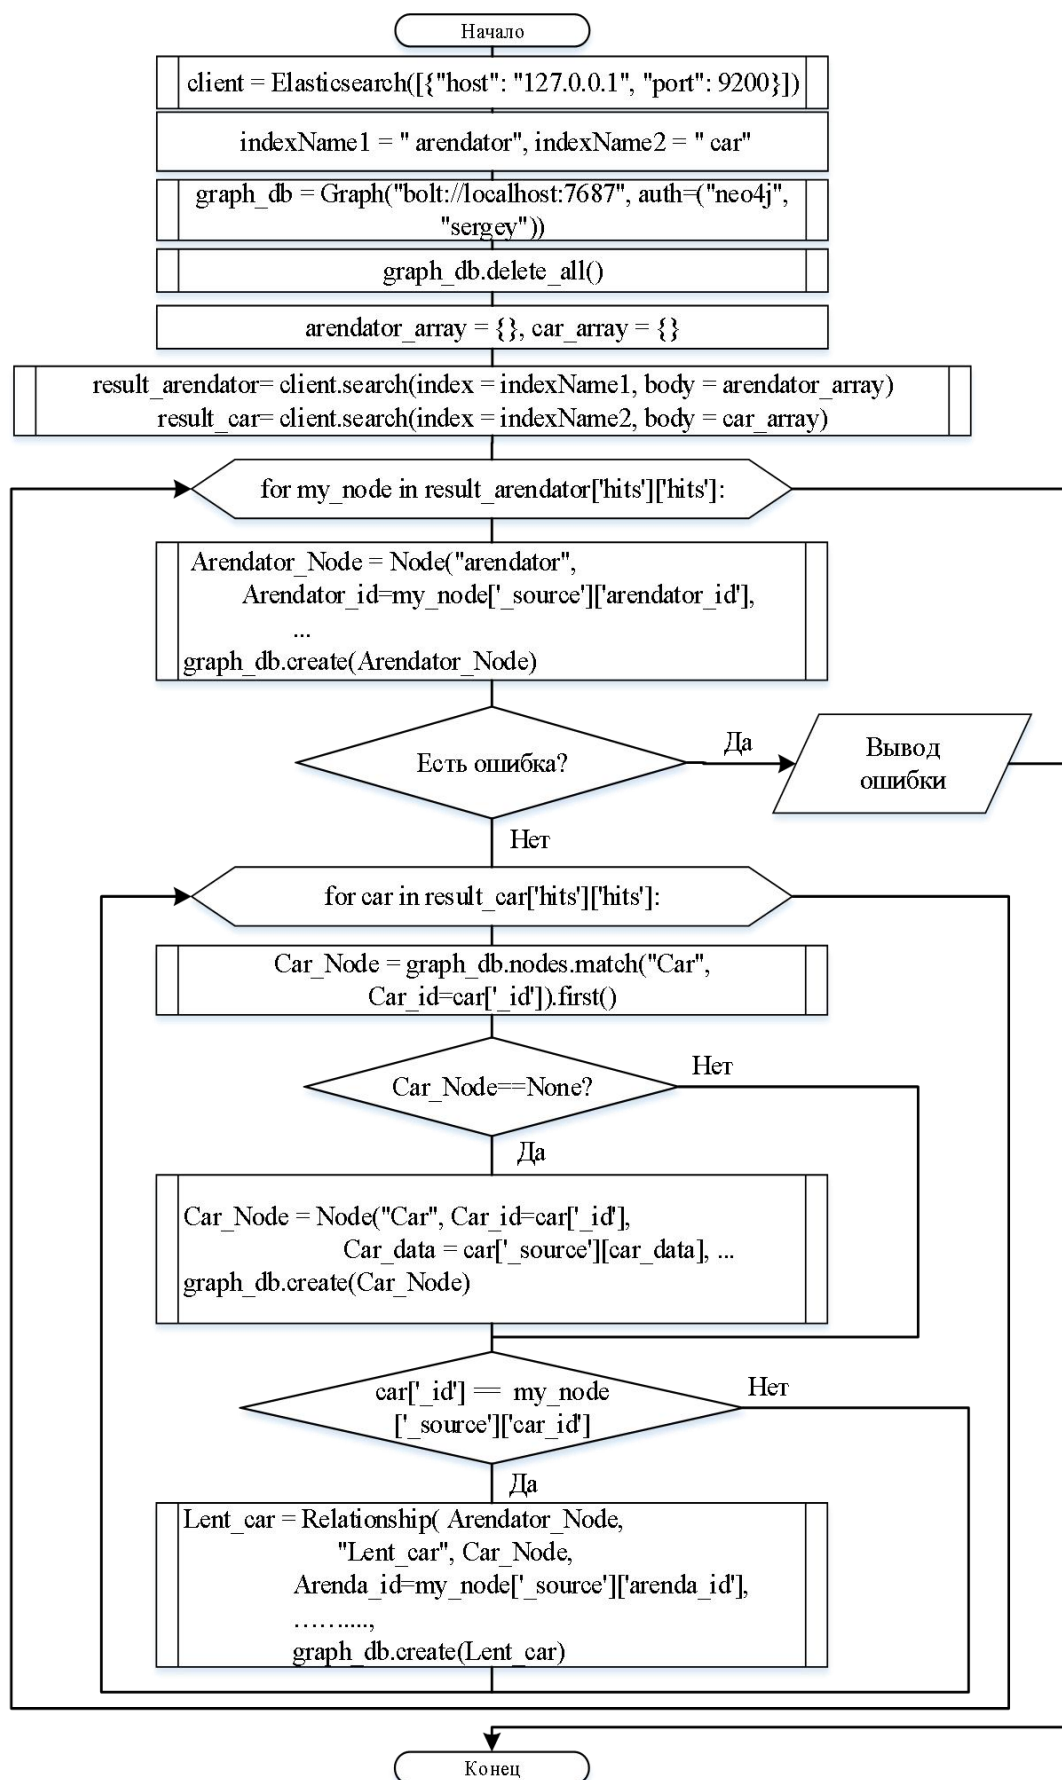 Начало
client = Elasticsearch([{"host": "127.0.0.1", "port": 9200}])
indexName1 = " arendator", indexName2 = " car"
graph_db = Graph("bolt://localhost:7687", auth=("neo4j",
"sergey"))
graph_db.delete_all()
arendator_array = {}, car_array = {}
result_arendator= client.search(index = indexName1, body = arendator_array)
result_car= client.search(index = indexName2, body = car_array)
for my_node in result_arendator['hits']['hits']:
Arendator_Node = Node("arendator",
Arendator_id=my_node['_source']['arendator_id'],
...
graph_db.create(Arendator_Node)
Есть ошибка?
Да
Вывод
ошибки
Нет
for car in result_car['hits']['hits']:
Car_Node = graph_db.nodes.match("Car",
Car_id=car['_id']).first()
Car_Node==None?
Нет
Да
Car_Node = Node("Car", Car_id=car['_id'],
Car_data = car['_source'][car_data], ...
graph_db.create(Car_Node)
car['_id'] == my_node
['_source']['car_id']
Нет
Да
Lent_car = Relationship( Arendator_Node,
"Lent_car", Car_Node,
Arenda_id=my_node['_source']['arenda_id'],
…….....,
graph_db.create(Lent_car)
Конец